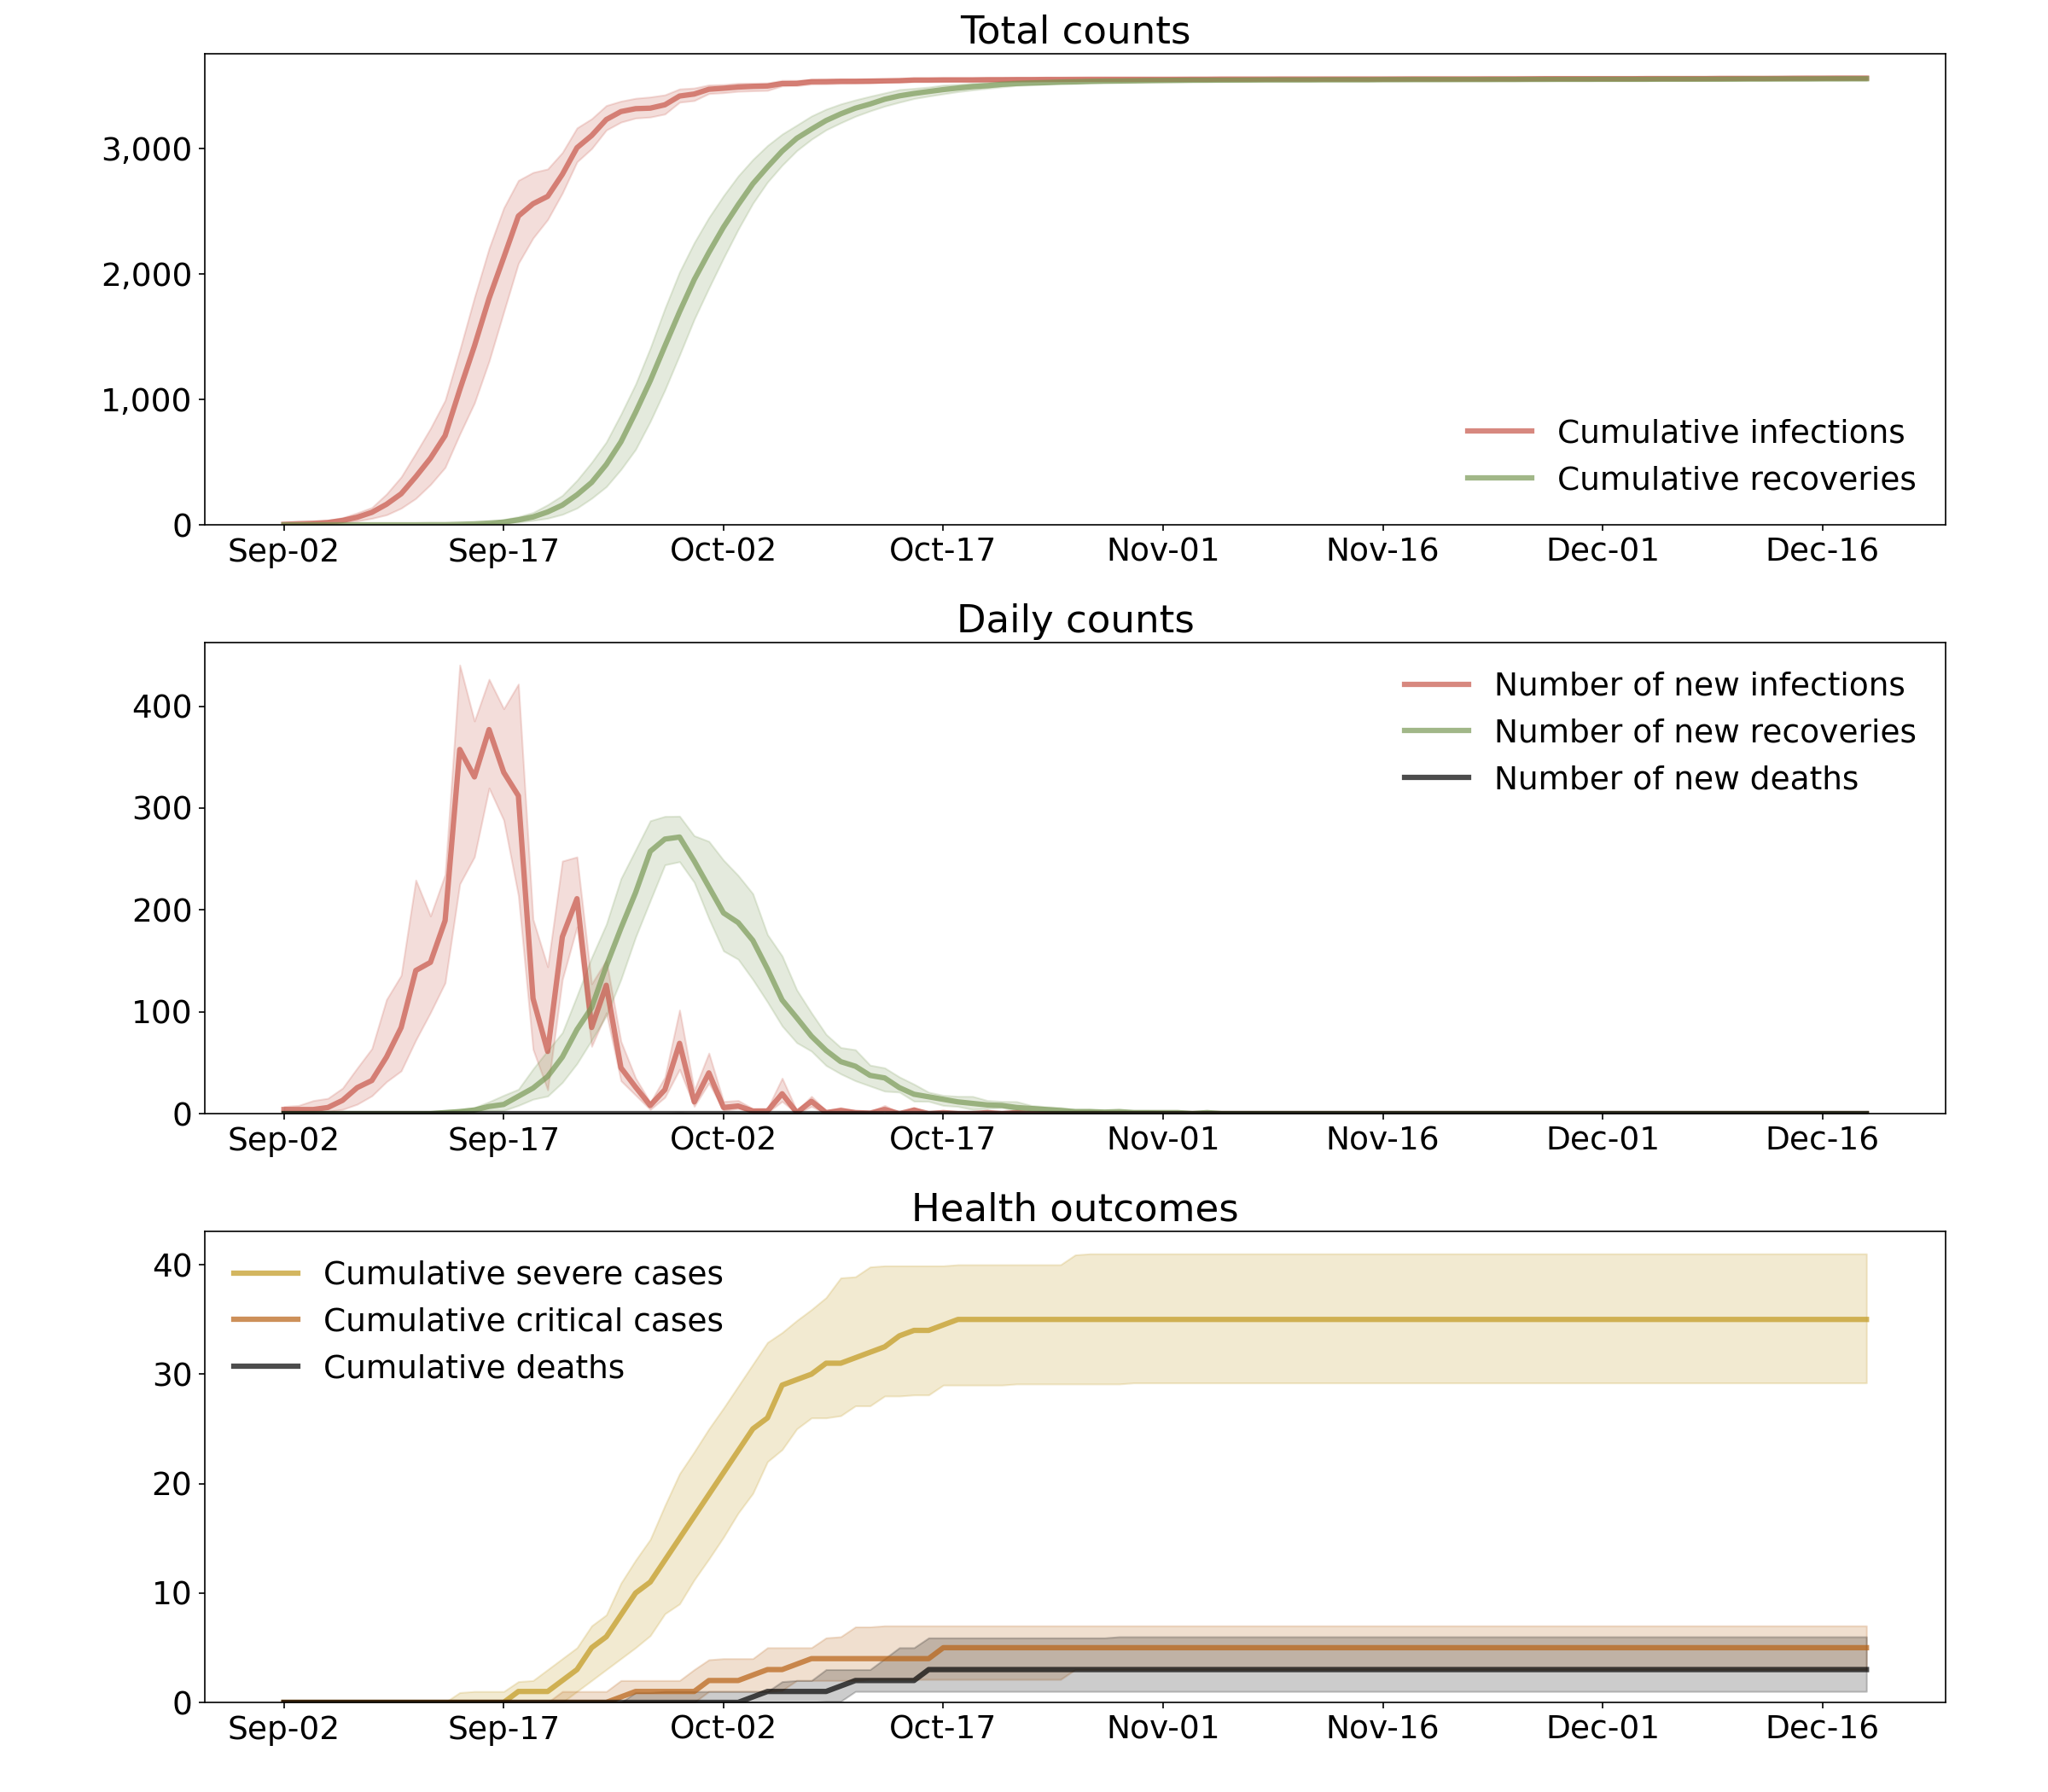 Total counts
3,000
2,000
1,000
0
Cumulative infections
Cumulative recoveries
Sep-02 Sep-17 Oct-02 Oct-17 Nov-01 Nov-16 Dec-01 Dec-16
Daily counts
400
300
200
100
0
Number of new infections
Number of new recoveries
Number of new deaths
Sep-02 Sep-17 Oct-02 Oct-17 Nov-01 Nov-16 Dec-01 Dec-16
Health outcomes
40
30
20
10
0
Cumulative severe cases
Cumulative critical cases
Cumulative deaths
Sep-02 Sep-17 Oct-02 Oct-17 Nov-01 Nov-16 Dec-01 Dec-16